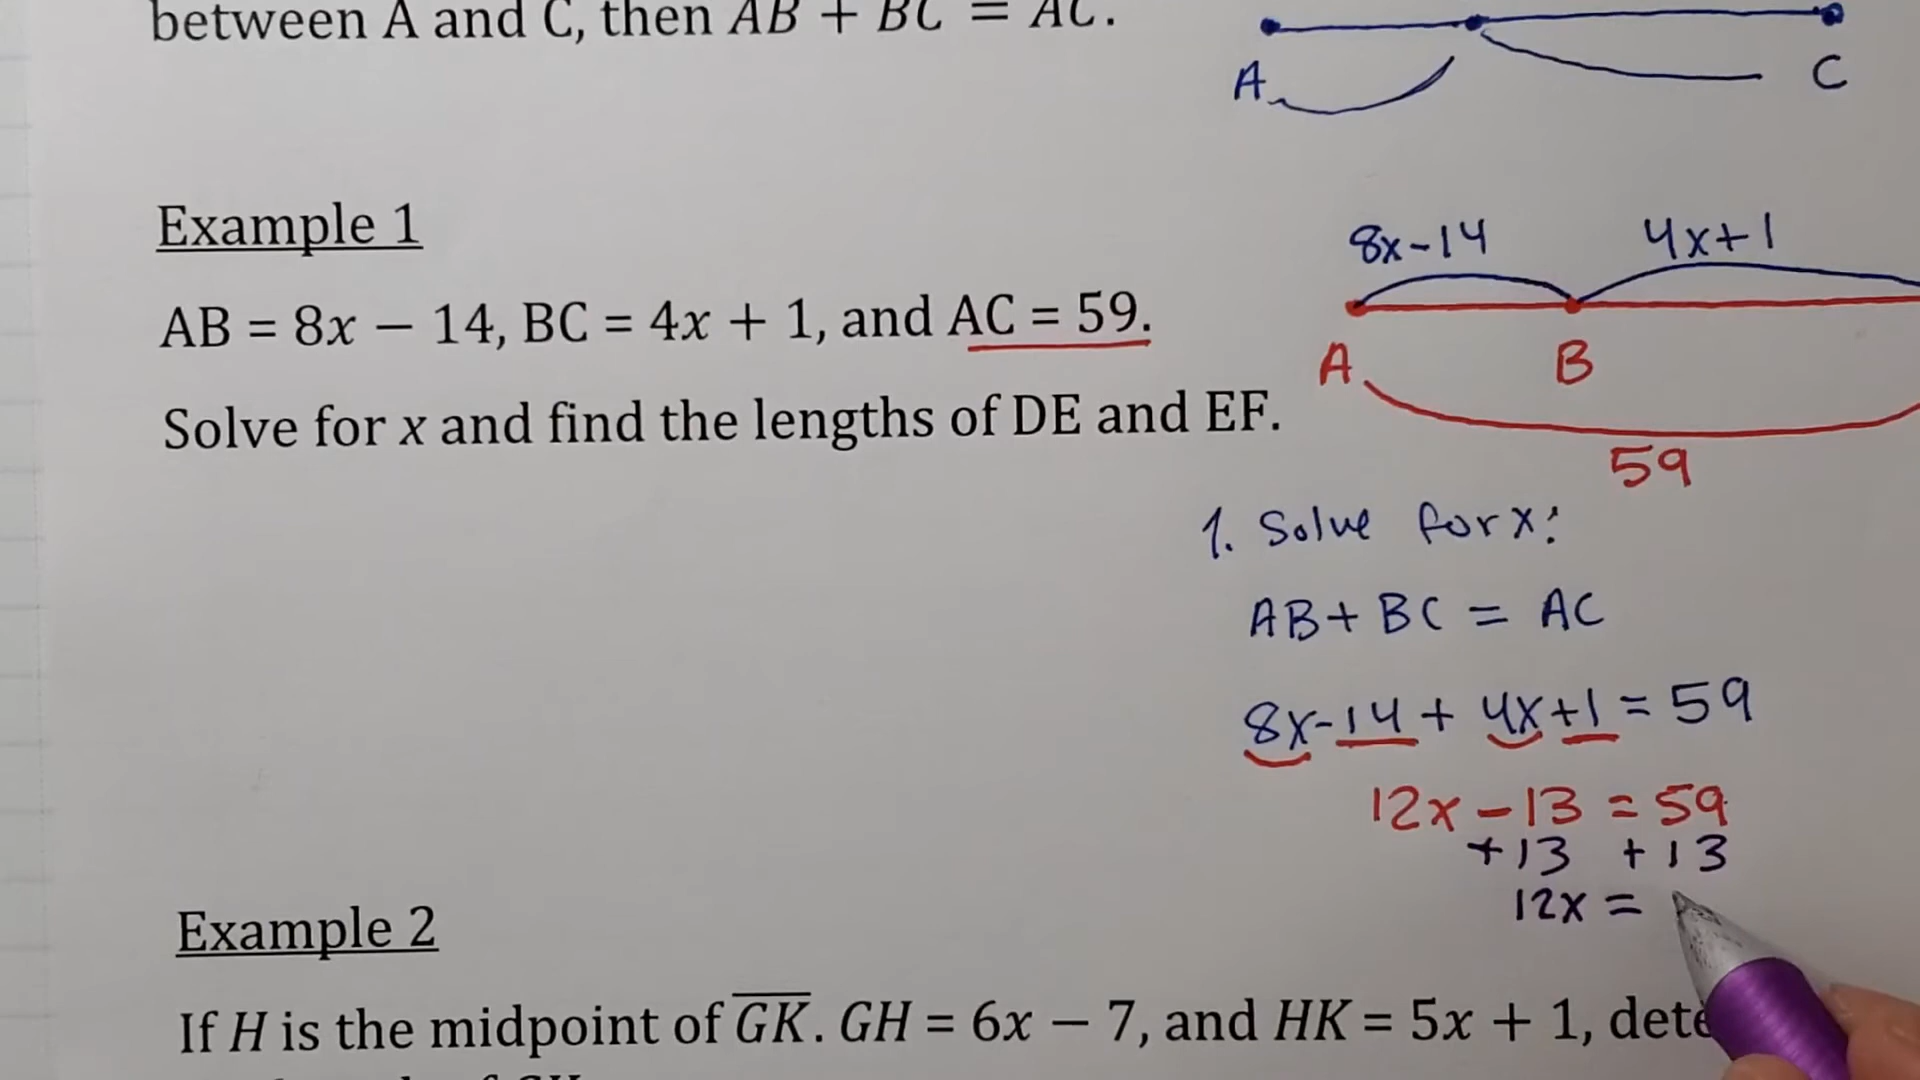 between A and C, then AB + BC = AC.
A
C
Example 1
8x-14
4x+1
AB = 8x − 14, BC = 4x + 1, and AC = 59.
A
B
Solve for x and find the lengths of DE and EF.
59
1. Solve for x:
AB + BC = AC
8x-14 + 4x+1 = 59
12x - 13 = 59
+13 +13
12x =
Example 2
If H is the midpoint of GK. GH = 6x − 7, and HK = 5x + 1,